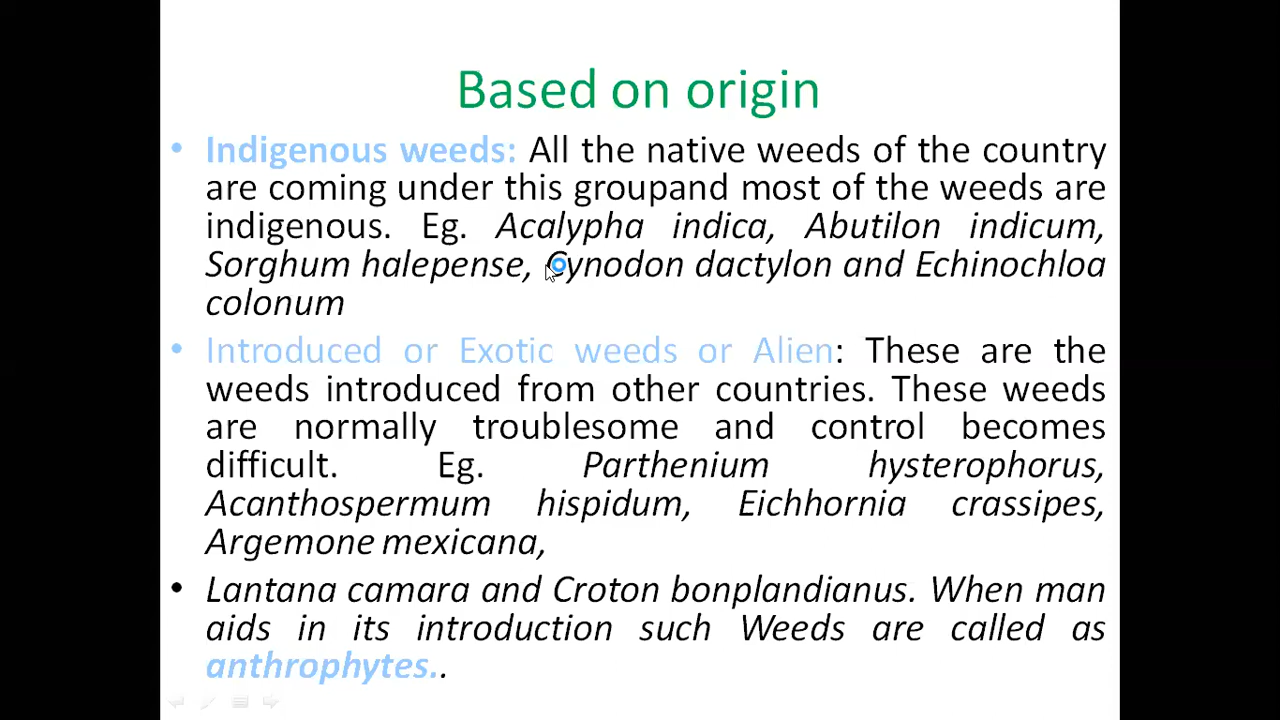 Based on origin
• Indigenous weeds: All the native weeds of the country
are coming under this groupand most of the weeds are
indigenous. Eg. Acalypha indica, Abutilon indicum,
Sorghum halepense, Cynodon dactylon and Echinochloa
colonum
• Introduced or Exotic weeds or Alien: These are the
weeds introduced from other countries. These weeds
are normally troublesome and control becomes
difficult. Eg. Parthenium hysterophorus,
Acanthospermum hispidum, Eichhornia crassipes,
Argemone mexicana,
• Lantana camara and Croton bonplandianus. When man
aids in its introduction such Weeds are called as
anthrophytes..